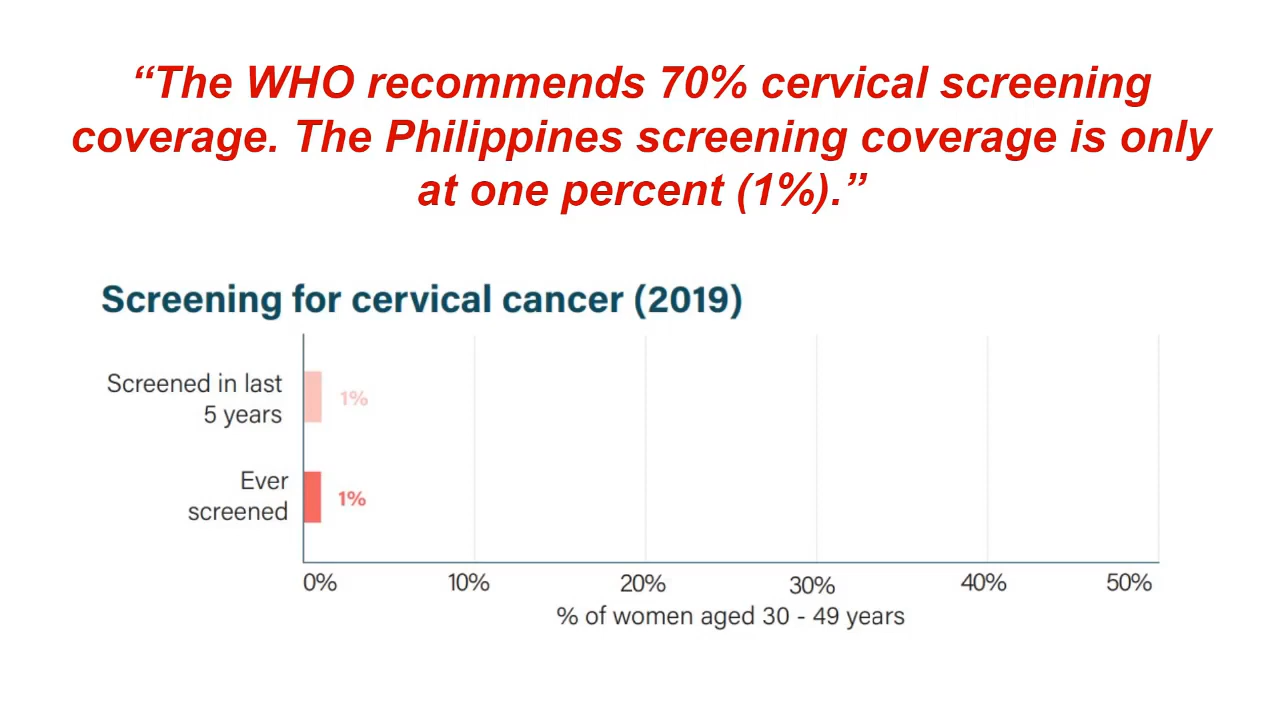 “The WHO recommends 70% cervical screening
coverage. The Philippines screening coverage is only
at one percent (1%).”
Screening for cervical cancer (2019)
Screened in last
5 years
1%
Ever
screened
1%
0% 10% 20% 30% 40% 50%
% of women aged 30 - 49 years